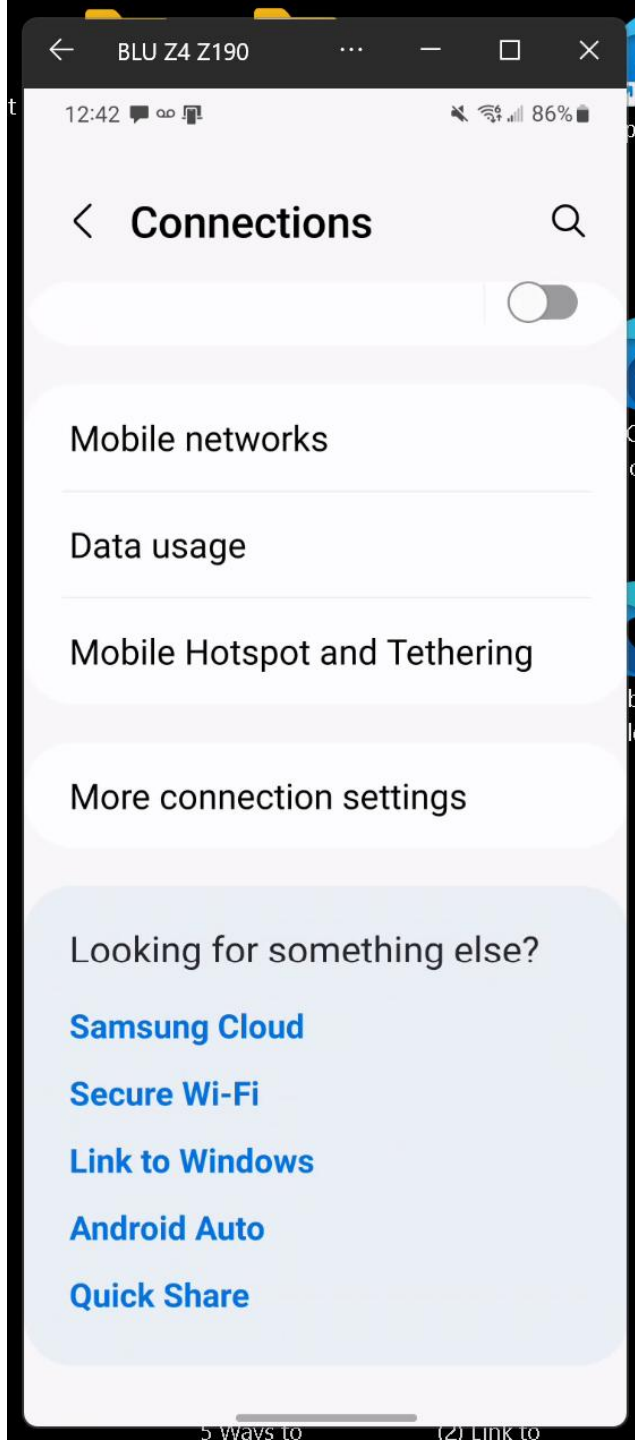 BLU Z4 Z190
t
12:42
86%
Connections
Mobile networks
Data usage
Mobile Hotspot and Tethering
More connection settings
Looking for something else?
Samsung Cloud
Secure Wi-Fi
Link to Windows
Android Auto
Quick Share
5 Ways to
(2) Link to